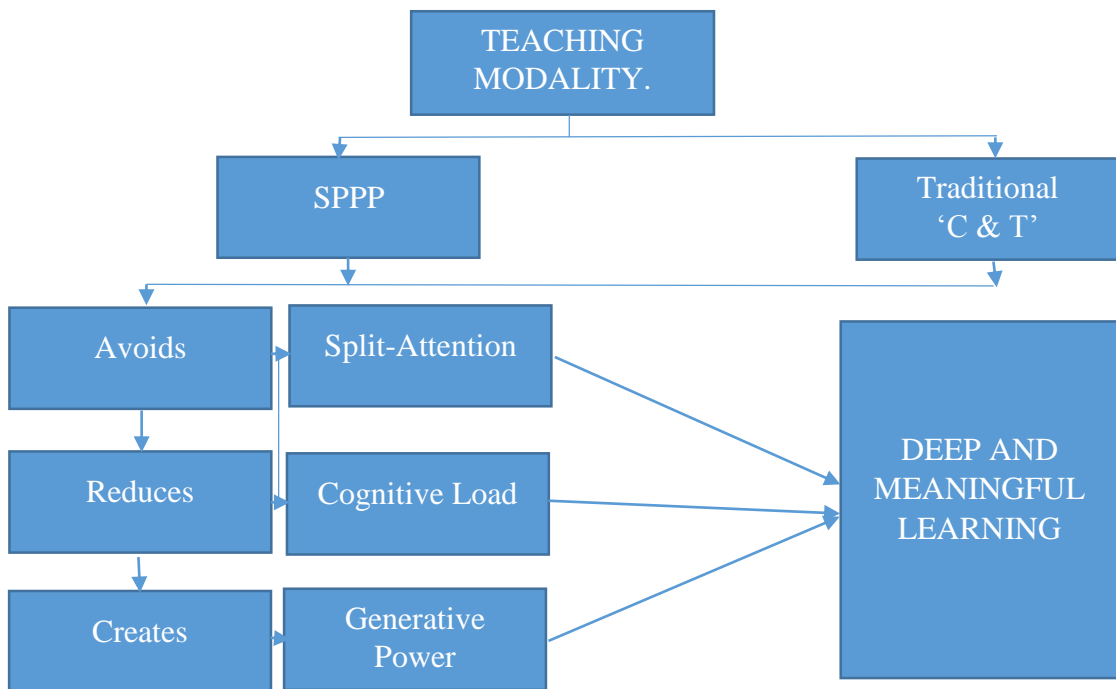 TEACHING
MODALITY.
SPPP
Traditional
‘C & T’
Avoids
Split-Attention
Reduces
Cognitive Load
DEEP AND
MEANINGFUL
LEARNING
Creates
Generative
Power